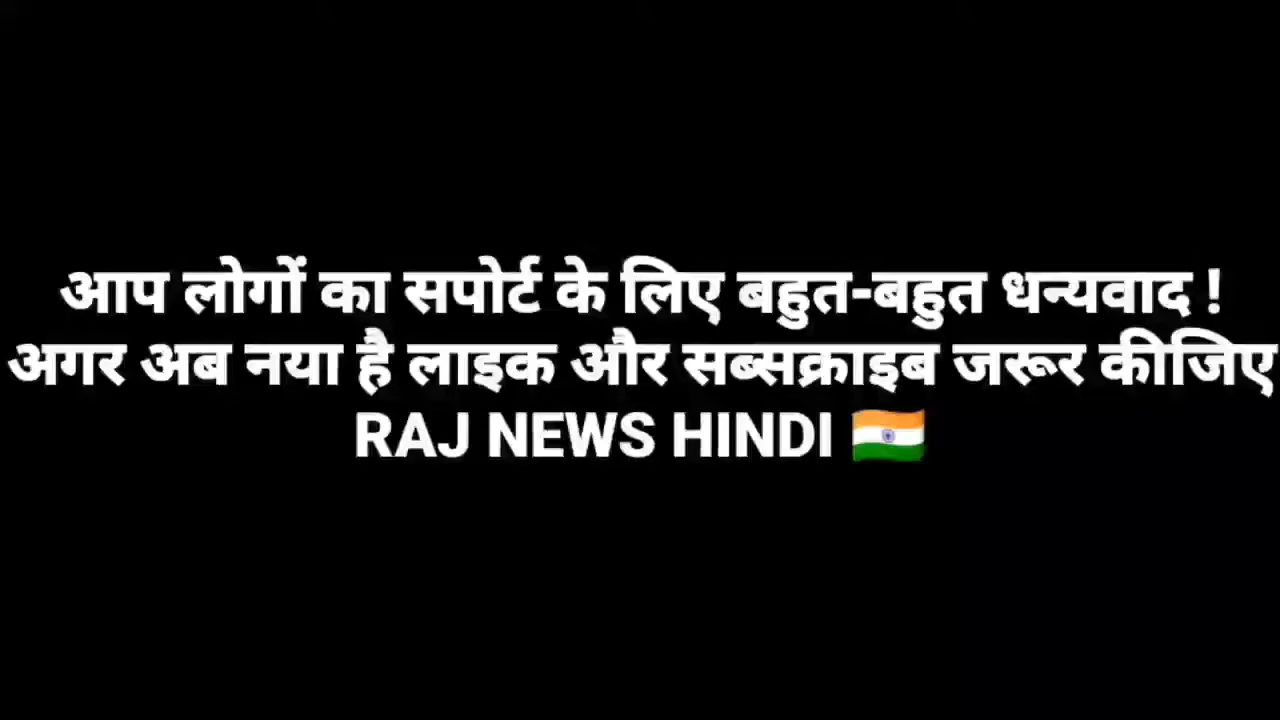 आप लोगों का सपोर्ट के लिए बहुत-बहुत धन्यवाद !
अगर अब नया है लाइक और सब्सक्राइब जरूर कीजिए
RAJ NEWS HINDI 🇮🇳